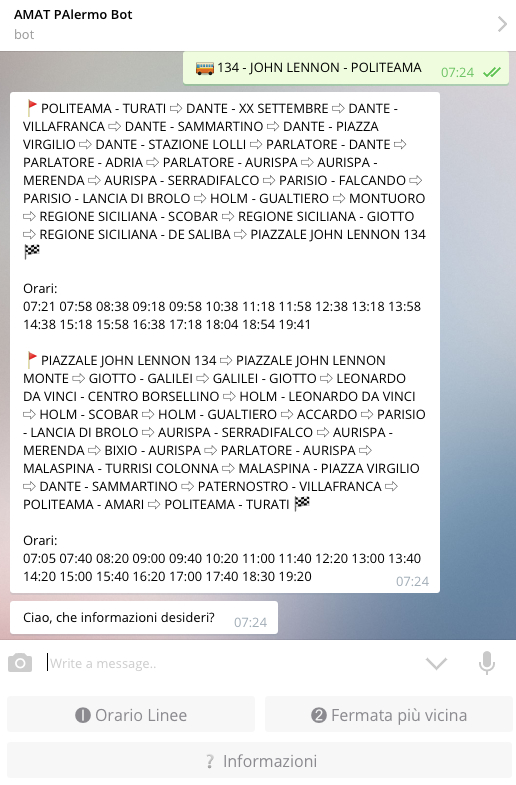 AMAT PAlermo Bot
bot
134 - JOHN LENNON - POLITEAMA 07:24
POLITEAMA - TURATI ⇨ DANTE - XX SETTEMBRE ⇨ DANTE -
VILLAFRANCA ⇨ DANTE - SAMMARTINO ⇨ DANTE - PIAZZA
VIRGILIO ⇨ DANTE - STAZIONE LOLLI ⇨ PARLATORE - DANTE ⇨
PARLATORE - ADRIA ⇨ PARLATORE - AURISPA ⇨ AURISPA -
MERENDA ⇨ AURISPA - SERRADIFALCO ⇨ PARISIO - FALCANDO ⇨
PARISIO - LANCIA DI BROLO ⇨ HOLM - GUALTIERO ⇨ MONTUORO
⇨ REGIONE SICILIANA - SCOBAR ⇨ REGIONE SICILIANA - GIOTTO
⇨ REGIONE SICILIANA - DE SALIBA ⇨ PIAZZALE JOHN LENNON 134
Orari:
07:21 07:58 08:38 09:18 09:58 10:38 11:18 11:58 12:38 13:18 13:58
14:38 15:18 15:58 16:38 17:18 18:04 18:54 19:41
PIAZZALE JOHN LENNON 134 ⇨ PIAZZALE JOHN LENNON
MONTE ⇨ GIOTTO - GALILEI ⇨ GALILEI - GIOTTO ⇨ LEONARDO
DA VINCI - CENTRO BORSELLINO ⇨ HOLM - LEONARDO DA VINCI
⇨ HOLM - SCOBAR ⇨ HOLM - GUALTIERO ⇨ ACCARDO ⇨ PARISIO
- LANCIA DI BROLO ⇨ AURISPA - SERRADIFALCO ⇨ AURISPA -
MERENDA ⇨ BIXIO - AURISPA ⇨ PARLATORE - AURISPA ⇨
MALASPINA - TURRISI COLONNA ⇨ MALASPINA - PIAZZA VIRGILIO
⇨ DANTE - SAMMARTINO ⇨ PATERNOSTRO - VILLAFRANCA ⇨
POLITEAMA - AMARI ⇨ POLITEAMA - TURATI
Orari:
07:05 07:40 08:20 09:00 09:40 10:20 11:00 11:40 12:20 13:00 13:40
14:20 15:00 15:40 16:20 17:00 17:40 18:30 19:20
07:24
Ciao, che informazioni desideri? 07:24
Write a message..
❶ Orario Linee
❷ Fermata più vicina
❔ Informazioni